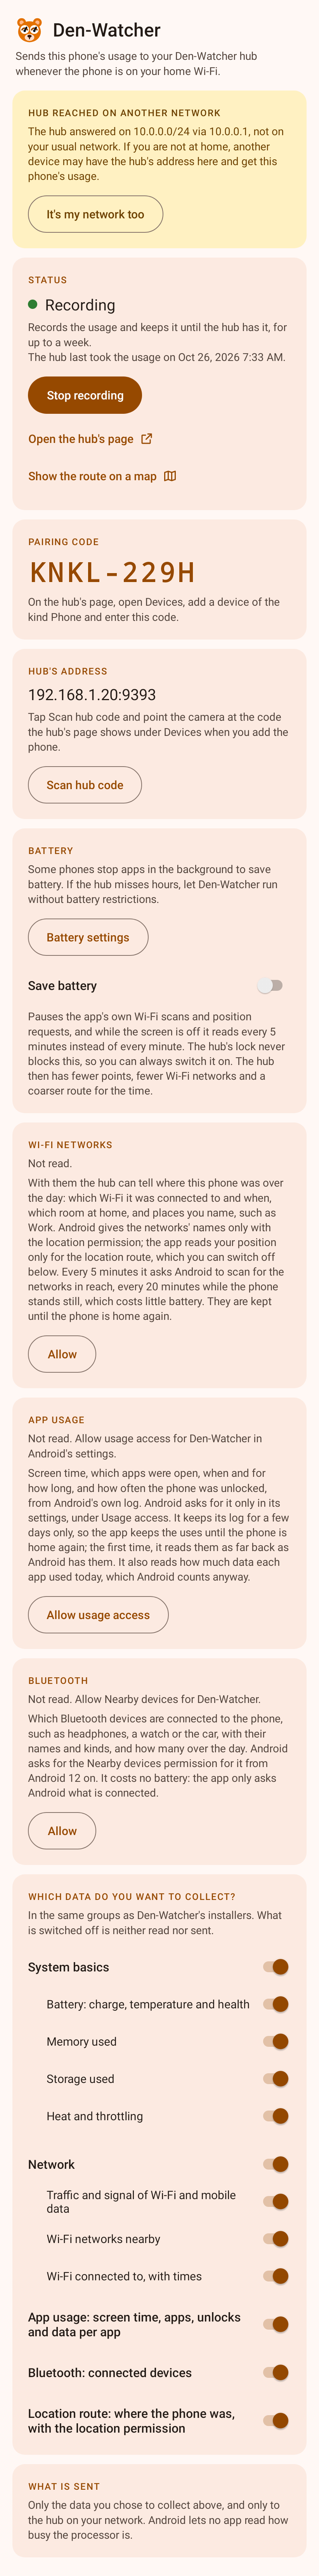 Den-Watcher
Sends this phone's usage to your Den-Watcher hub
whenever the phone is on your home Wi-Fi.
HUB REACHED ON ANOTHER NETWORK
The hub answered on 10.0.0.0/24 via 10.0.0.1, not on
your usual network. If you are not at home, another
device may have the hub's address here and get this
phone's usage.
It's my network too
STATUS
Recording
Records the usage and keeps it until the hub has it, for
up to a week.
The hub last took the usage on Oct 26, 2026 7:33 AM.
Stop recording
Open the hub's page
Show the route on a map
PAIRING CODE
KNKL-229H
On the hub's page, open Devices, add a device of the
kind Phone and enter this code.
HUB'S ADDRESS
192.168.1.20:9393
Tap Scan hub code and point the camera at the code
the hub's page shows under Devices when you add the
phone.
Scan hub code
BATTERY
Some phones stop apps in the background to save
battery. If the hub misses hours, let Den-Watcher run
without battery restrictions.
Battery settings
Save battery
Pauses the app's own Wi-Fi scans and position
requests, and while the screen is off it reads every 5
minutes instead of every minute. The hub's lock never
blocks this, so you can always switch it on. The hub
then has fewer points, fewer Wi-Fi networks and a
coarser route for the time.
WI-FI NETWORKS
Not read.
With them the hub can tell where this phone was over
the day: which Wi-Fi it was connected to and when,
which room at home, and places you name, such as
Work. Android gives the networks' names only with
the location permission; the app reads your position
only for the location route, which you can switch off
below. Every 5 minutes it asks Android to scan for the
networks in reach, every 20 minutes while the phone
stands still, which costs little battery. They are kept
until the phone is home again.
Allow
APP USAGE
Not read. Allow usage access for Den-Watcher in
Android's settings.
Screen time, which apps were open, when and for
how long, and how often the phone was unlocked,
from Android's own log. Android asks for it only in its
settings, under Usage access. It keeps its log for a few
days only, so the app keeps the uses until the phone is
home again; the first time, it reads them as far back as
Android has them. It also reads how much data each
app used today, which Android counts anyway.
Allow usage access
BLUETOOTH
Not read. Allow Nearby devices for Den-Watcher.
Which Bluetooth devices are connected to the phone,
such as headphones, a watch or the car, with their
names and kinds, and how many over the day. Android
asks for the Nearby devices permission for it from
Android 12 on. It costs no battery: the app only asks
Android what is connected.
Allow
WHICH DATA DO YOU WANT TO COLLECT?
In the same groups as Den-Watcher's installers. What
is switched off is neither read nor sent.
System basics
Battery: charge, temperature and health
Memory used
Storage used
Heat and throttling
Network
Traffic and signal of Wi-Fi and mobile
data
Wi-Fi networks nearby
Wi-Fi connected to, with times
App usage: screen time, apps, unlocks
and data per app
Bluetooth: connected devices
Location route: where the phone was,
with the location permission
WHAT IS SENT
Only the data you chose to collect above, and only to
the hub on your network. Android lets no app read how
busy the processor is.